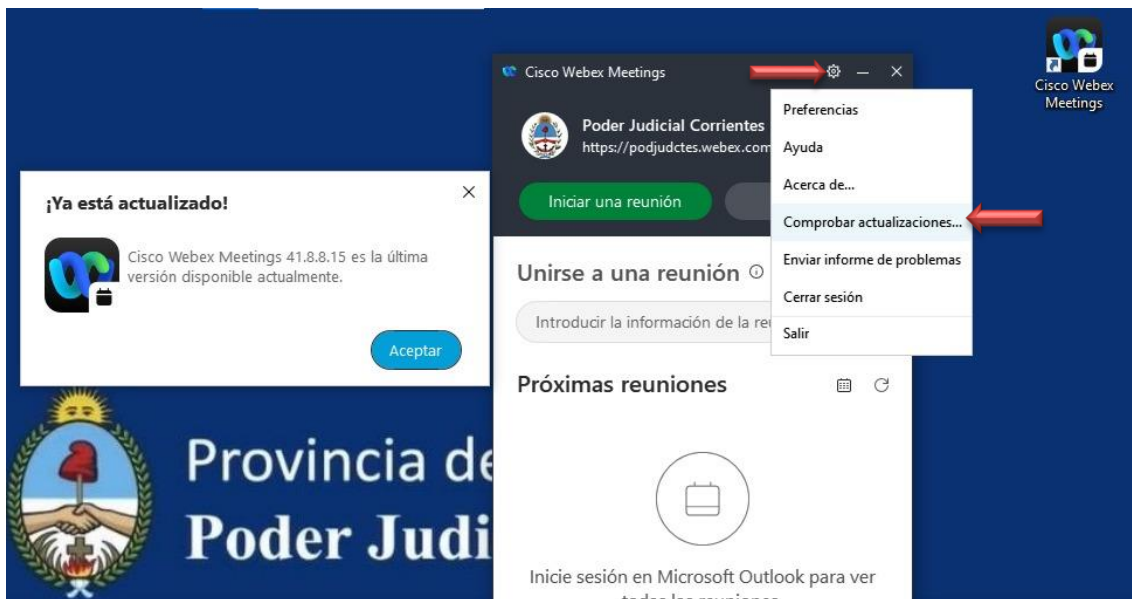 Cisco Webex Meetings
Cisco Webex
Meetings
Poder Judicial Corrientes
https://podjudctes.webex.com
Iniciar una reunión
Preferencias
Ayuda
Acerca de...
Comprobar actualizaciones...
Enviar informe de problemas
Cerrar sesión
Salir
¡Ya está actualizado!
Cisco Webex Meetings 41.8.8.15 es la última
versión disponible actualmente.
Aceptar
Unirse a una reunión
Introducir la información de la
Próximas reuniones
Inicie sesión en Microsoft Outlook para ver
todas las reuniones
Provincia de
Poder Judi